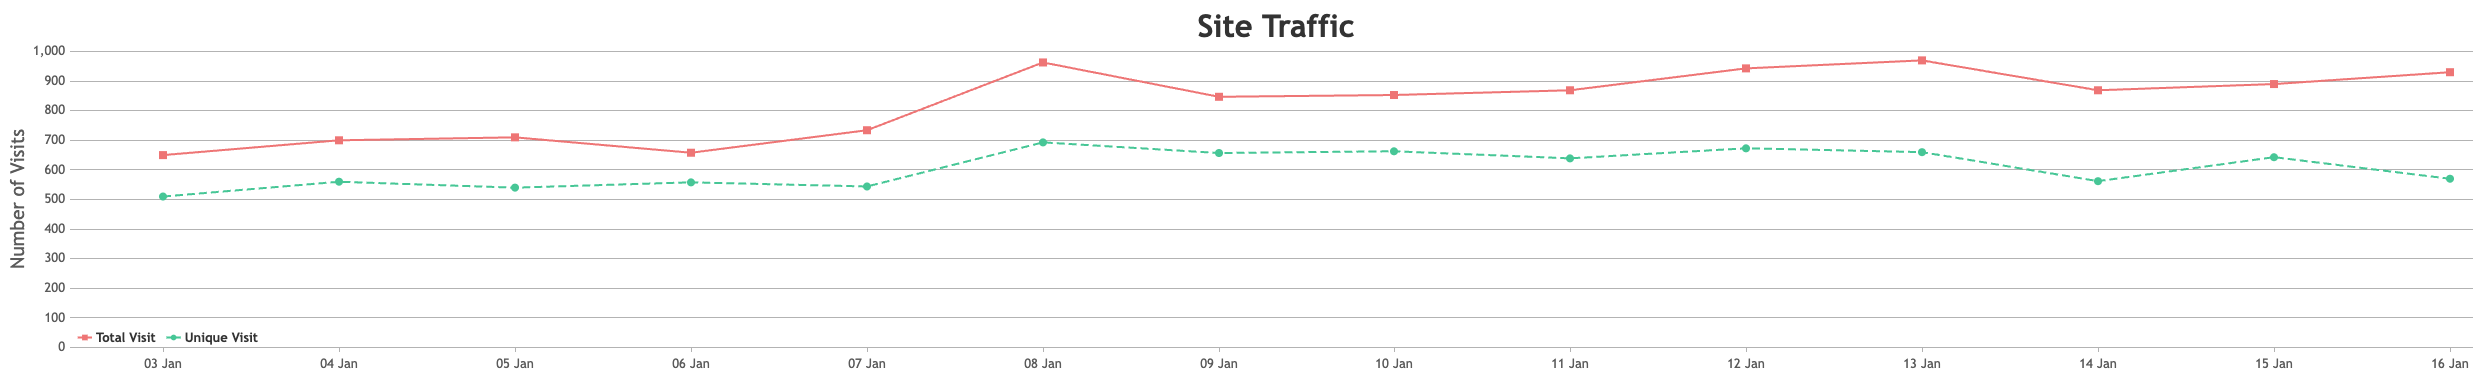 Site Traffic
Number of Visits
1,000
900
800
700
600
500
400
300
200
100
0
Total Visit
Unique Visit
03 Jan
04 Jan
05 Jan
06 Jan
07 Jan
08 Jan
09 Jan
10 Jan
11 Jan
12 Jan
13 Jan
14 Jan
15 Jan
16 Jan